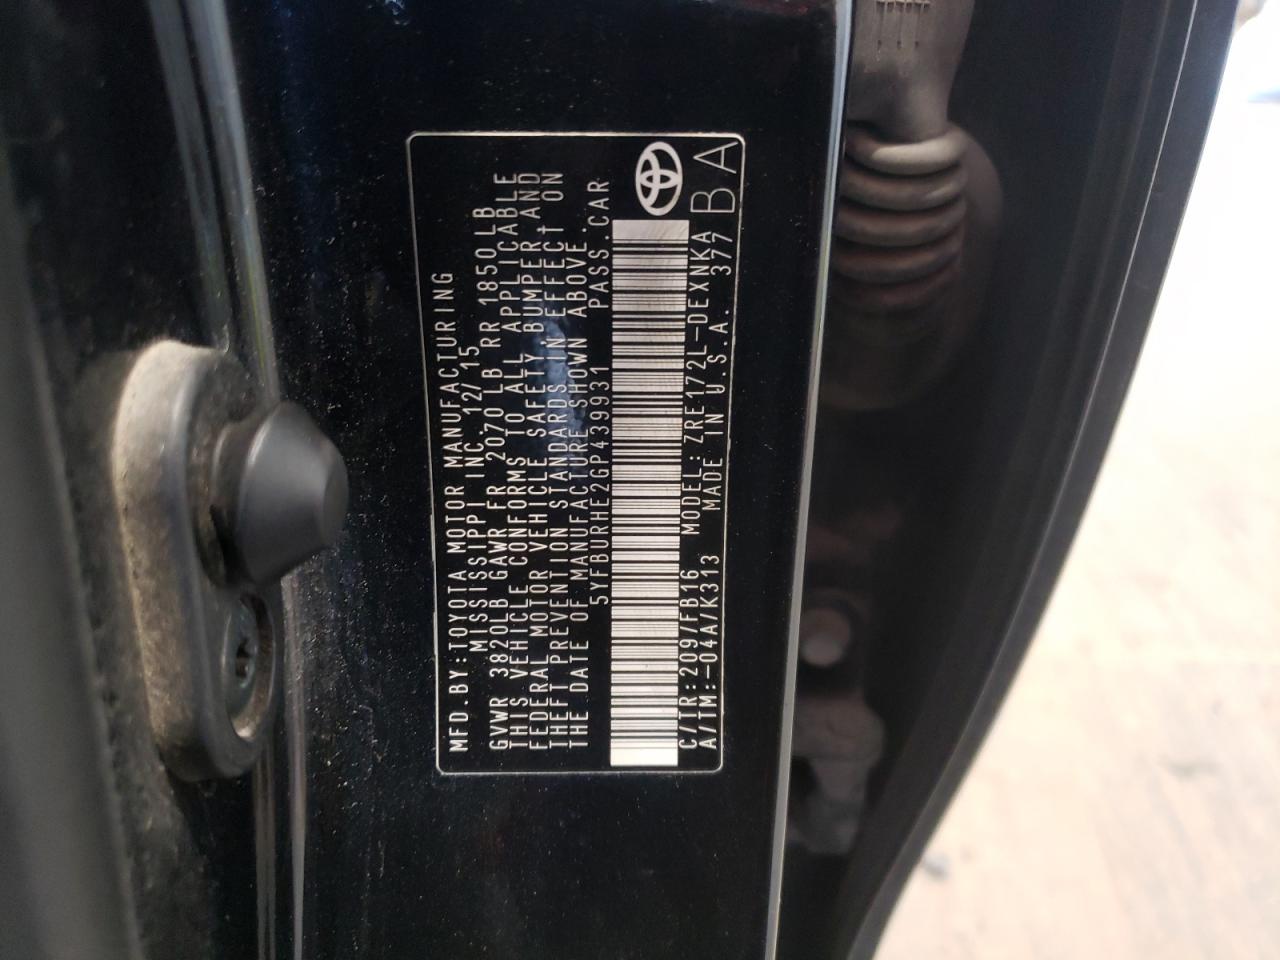 MFD.BY:TOYOTA MOTOR MANUFACTURING
MISSISSIPPI INC. 12/15
GVWR 3820LB GAWR FR 2070 LB RR 1850LB
THIS VEHICLE CONFORMS TO ALL APPLICABLE
FEDERAL MOTOR VEHICLE SAFETY, BUMPER, AND
THEFT PREVENTION STANDARDS IN EFFECT ON
THE DATE OF MANUFACTURE SHOWN ABOVE.
5YFBURHE2GP439931 PASS.CAR
C/TR:209/FB16 MODEL:ZRE172L-DEXNKA
A/TM:-04A/K313 MADE IN U.S.A. 377
BA